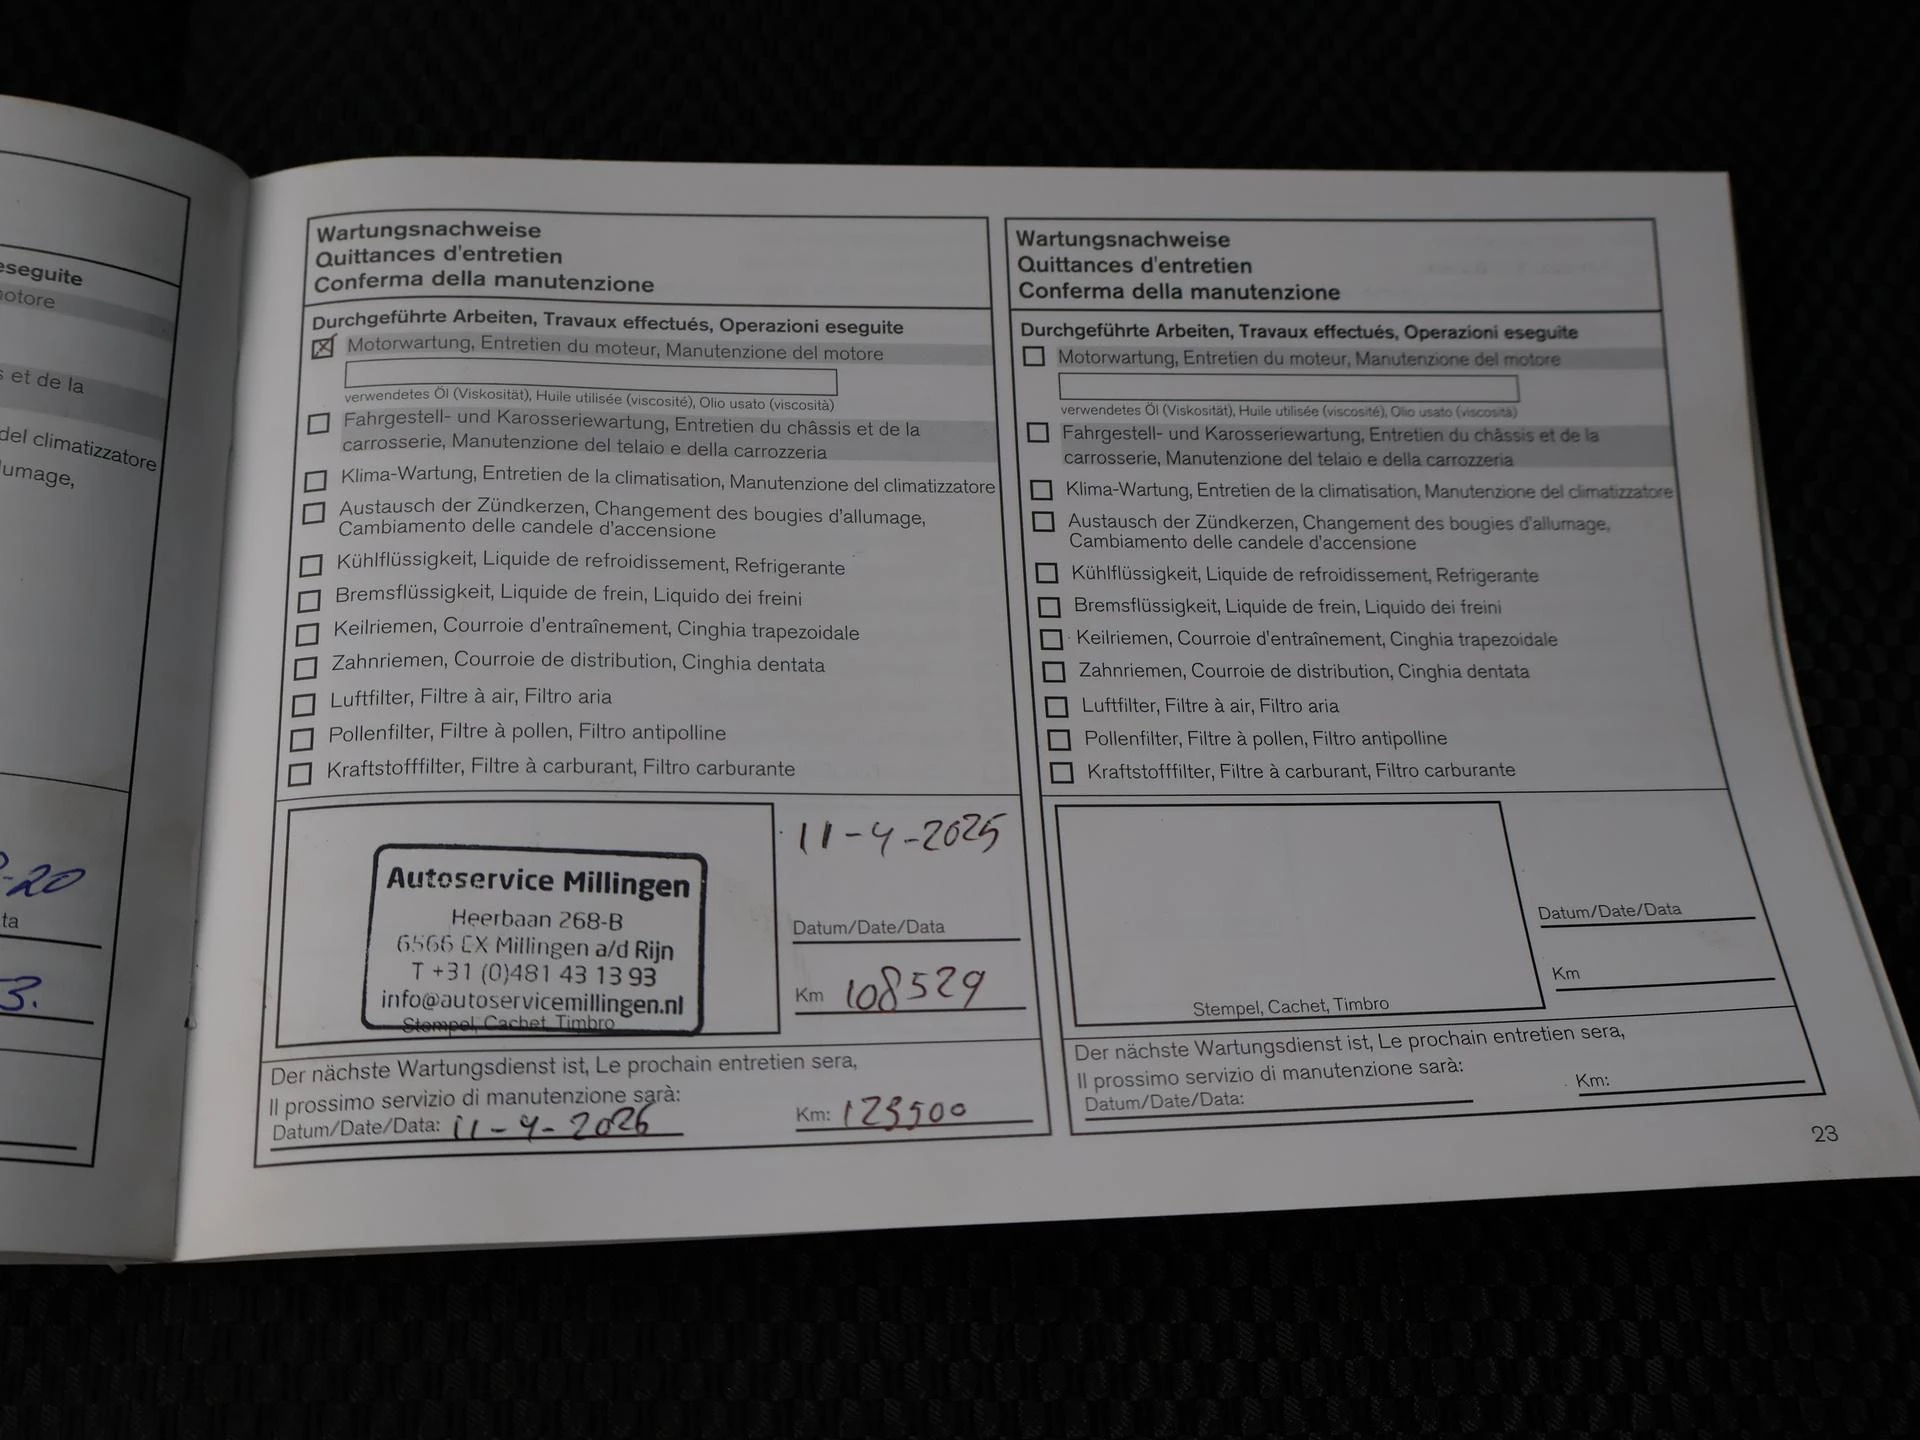 eseguite
motore
s et de la
del climatizzatore
lumage,
-20
ta
3.
Wartungsnachweise
Quittances d'entretien
Conferma della manutenzione
Durchgeführte Arbeiten, Travaux effectués, Operazioni eseguite
Motorwartung, Entretien du moteur, Manutenzione del motore
verwendetes Öl (Viskosität), Huile utilisée (viscosité), Olio usato (viscosità)
Fahrgestell- und Karosseriewartung, Entretien du châssis et de la
carrosserie, Manutenzione del telaio e della carrozzeria
Klima-Wartung, Entretien de la climatisation, Manutenzione del climatizzatore
Austausch der Zündkerzen, Changement des bougies d'allumage,
Cambiamento delle candele d'accensione
Kühlflüssigkeit, Liquide de refroidissement, Refrigerante
Bremsflüssigkeit, Liquide de frein, Liquido dei freini
Keilriemen, Courroie d'entraînement, Cinghia trapezoidale
Zahnriemen, Courroie de distribution, Cinghia dentata
Luftfilter, Filtre à air, Filtro aria
Pollenfilter, Filtre à pollen, Filtro antipolline
Kraftstofffilter, Filtre à carburant, Filtro carburante
Autoservice Millingen
Heerbaan 268-B
6566 EX Millingen a/d Rijn
T +31 (0)481 43 13 93
info@autoservicemillingen.nl
Stempel, Cachet, Timbro
11-4-2025
Datum/Date/Data
Km 108529
Der nächste Wartungsdienst ist, Le prochain entretien sera,
Il prossimo servizio di manutenzione sarà:
Datum/Date/Data: 11-4-2026
Km: 123500
Wartungsnachweise
Quittances d'entretien
Conferma della manutenzione
Durchgeführte Arbeiten, Travaux effectués, Operazioni eseguite
Motorwartung, Entretien du moteur, Manutenzione del motore
verwendetes Öl (Viskosität), Huile utilisée (viscosité), Olio usato (viscosità)
Fahrgestell- und Karosseriewartung, Entretien du châssis et de la
carrosserie, Manutenzione del telaio e della carrozzeria
Klima-Wartung, Entretien de la climatisation, Manutenzione del climatizzatore
Austausch der Zündkerzen, Changement des bougies d'allumage,
Cambiamento delle candele d'accensione
Kühlflüssigkeit, Liquide de refroidissement, Refrigerante
Bremsflüssigkeit, Liquide de frein, Liquido dei freini
Keilriemen, Courroie d'entraînement, Cinghia trapezoidale
Zahnriemen, Courroie de distribution, Cinghia dentata
Luftfilter, Filtre à air, Filtro aria
Pollenfilter, Filtre à pollen, Filtro antipolline
Kraftstofffilter, Filtre à carburant, Filtro carburante
Stempel, Cachet, Timbro
Datum/Date/Data
Km
Der nächste Wartungsdienst ist, Le prochain entretien sera,
Il prossimo servizio di manutenzione sarà:
Datum/Date/Data:
Km:
23